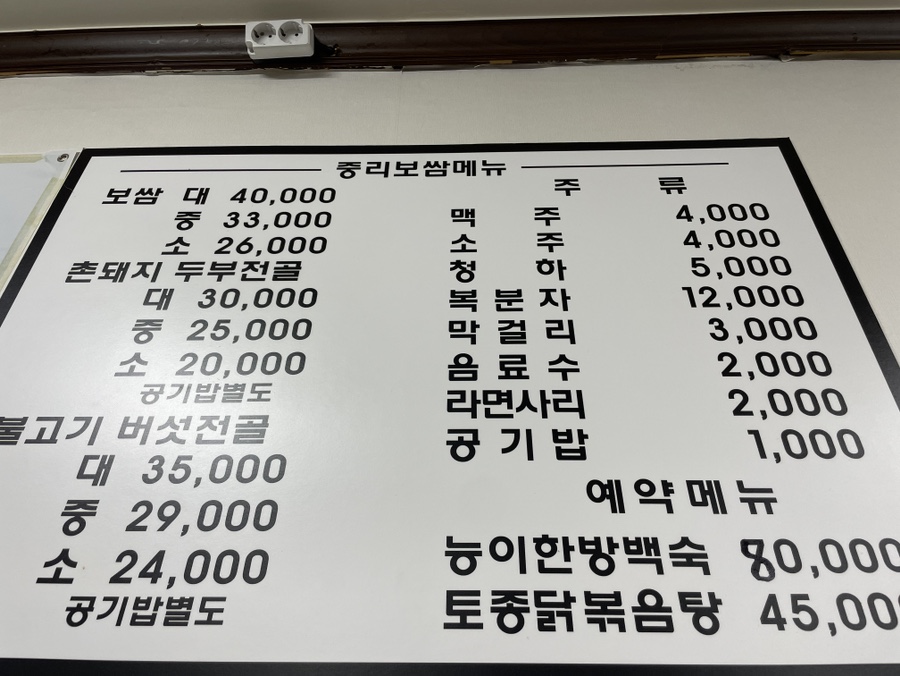 중리보쌈메뉴
보쌈 대 40,000
중 33,000
소 26,000
촌돼지 두부전골
대 30,000
중 25,000
소 20,000
공기밥별도
불고기 버섯전골
대 35,000
중 29,000
소 24,000
공기밥별도
주 류
맥 주 4,000
소 주 4,000
청 하 5,000
복 분 자 12,000
막 걸 리 3,000
음 료 수 2,000
라면사리 2,000
공 기 밥 1,000
예약메뉴
능이한방백숙 80,000
토종닭볶음탕 45,000